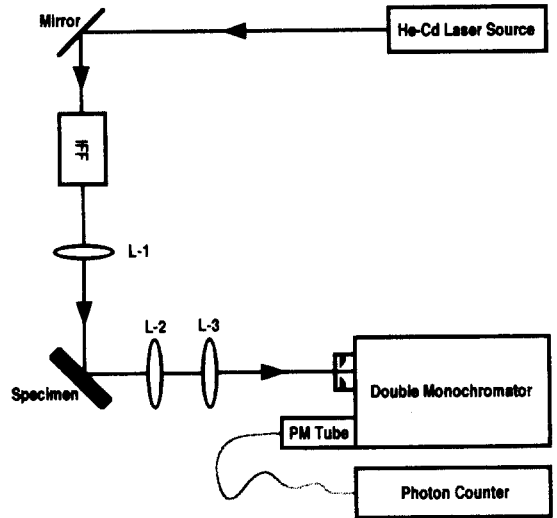 Mirror
He-Cd Laser Source
IFF
L-1
L-2
L-3
Specimen
Double Monochromator
PM Tube
Photon Counter